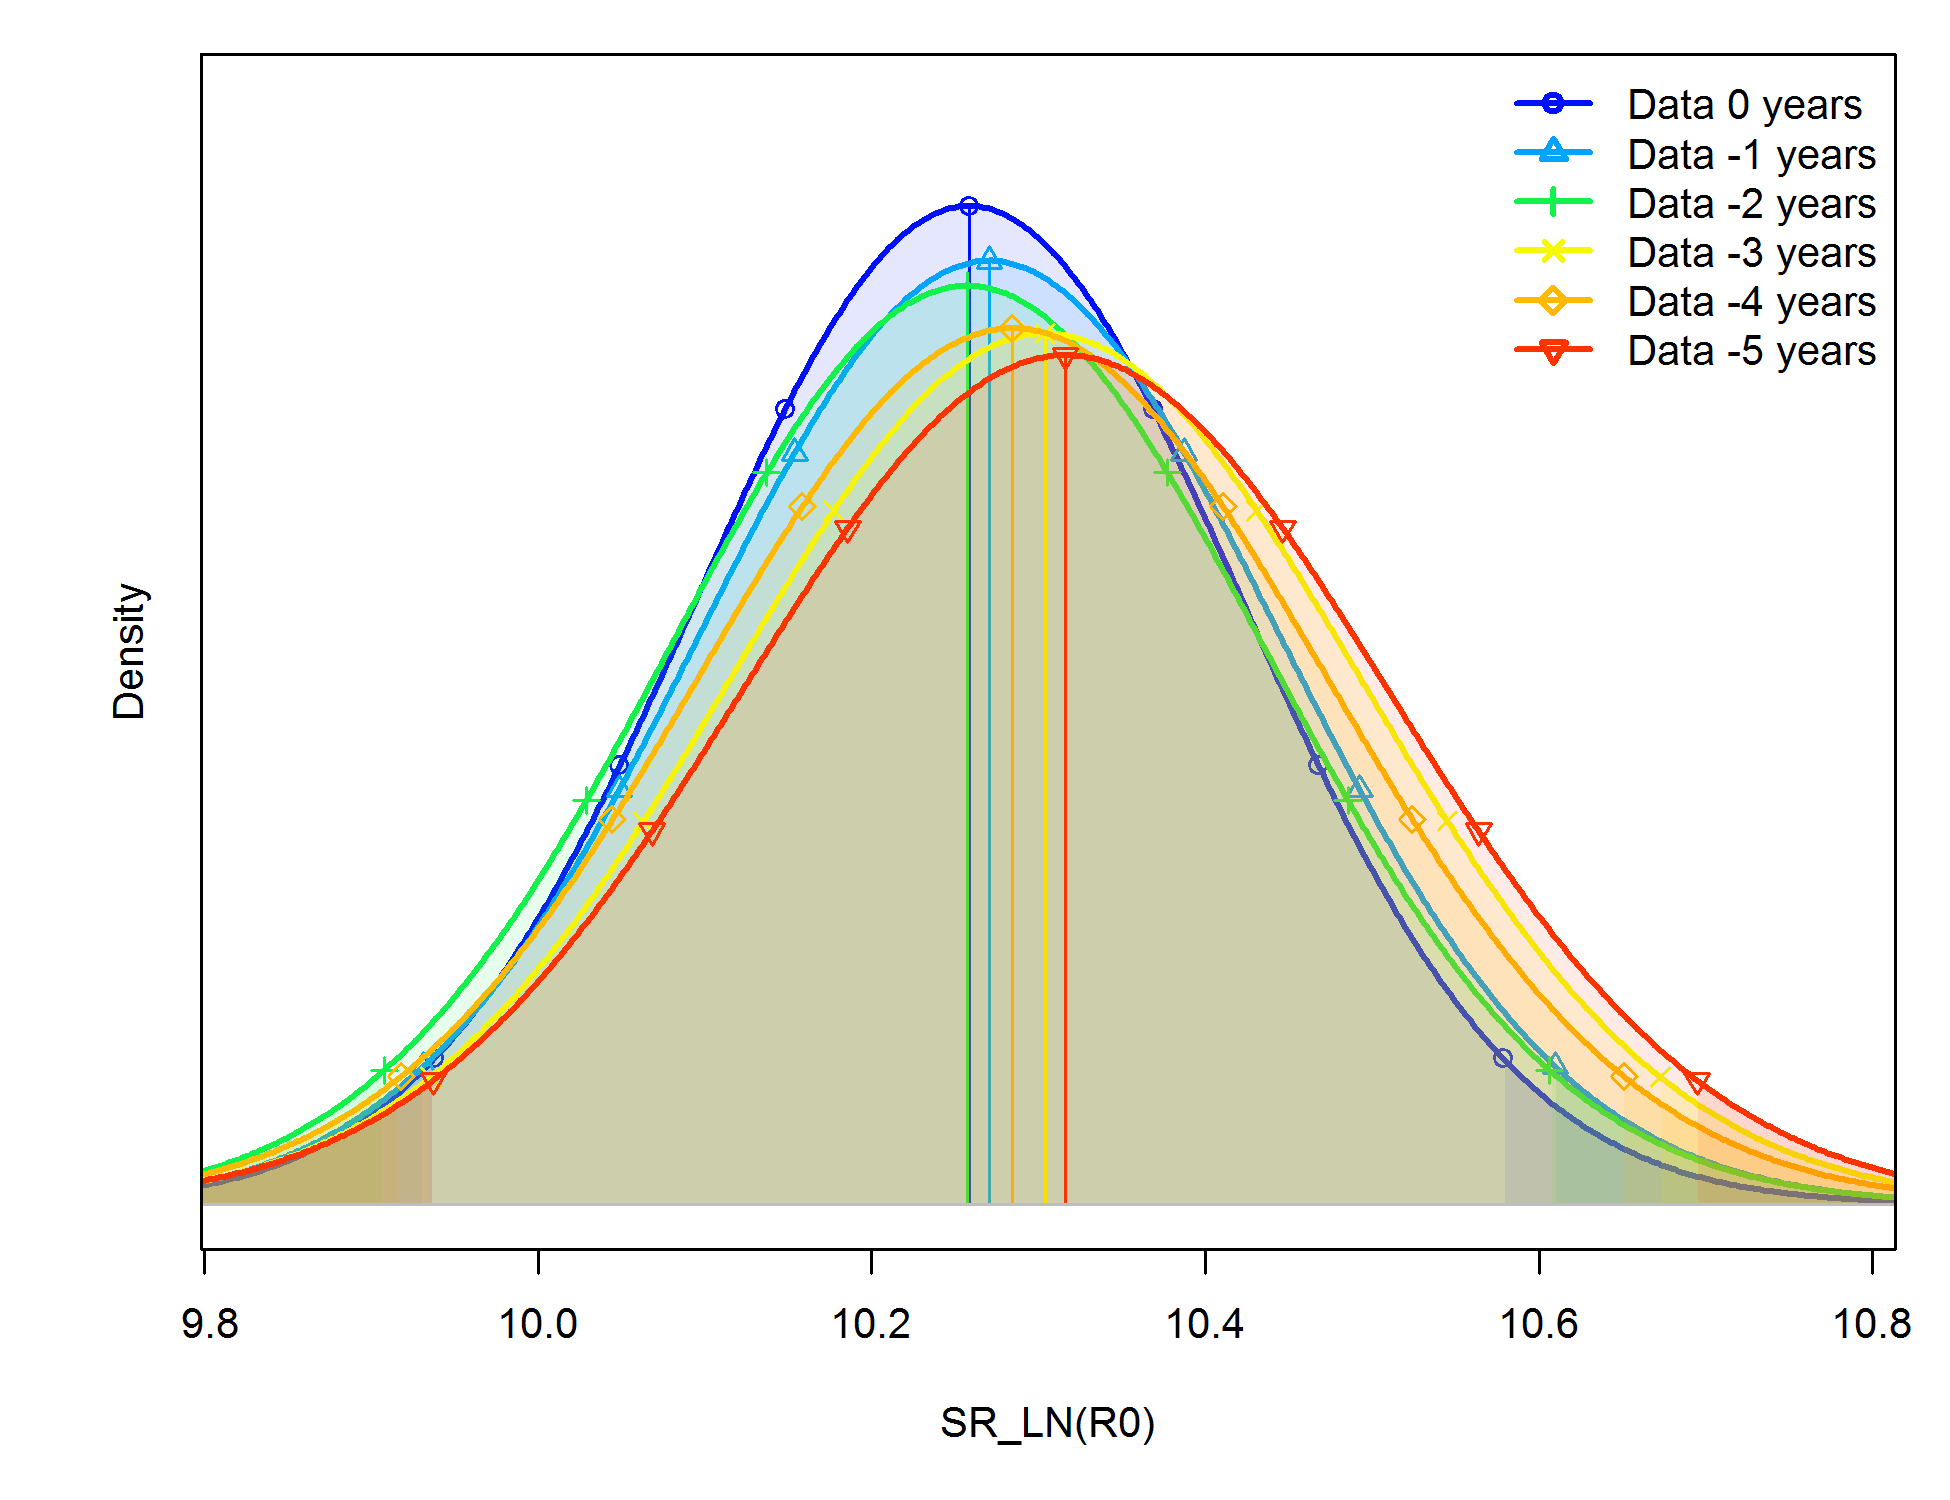 Data 0 years
Data -1 years
Data -2 years
Data -3 years
Data -4 years
Data -5 years
Density
9.8 10.0 10.2 10.4 10.6 10.8
SR_LN(R0)